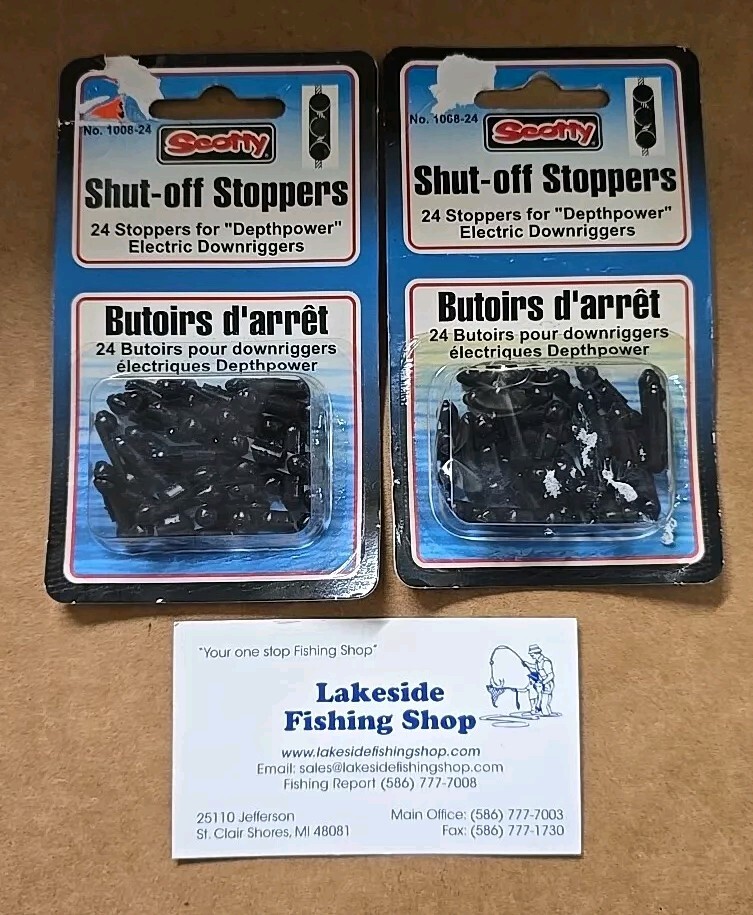 No. 1008-24
Scotty
Shut-off Stoppers
24 Stoppers for "Depthpower"
Electric Downriggers
Butoirs d'arrêt
24 Butoirs pour downriggers
électriques Depthpower
No. 1008-24
Scotty
Shut-off Stoppers
24 Stoppers for "Depthpower"
Electric Downriggers
Butoirs d'arrêt
24 Butoirs pour downriggers
électriques Depthpower
"Your one stop Fishing Shop"
Lakeside
Fishing Shop
www.lakesidefishingshop.com
Email: sales@lakesidefishingshop.com
Fishing Report (586) 777-7008
25110 Jefferson
St. Clair Shores, MI 48081
Main Office: (586) 777-7003
Fax: (586) 777-1730